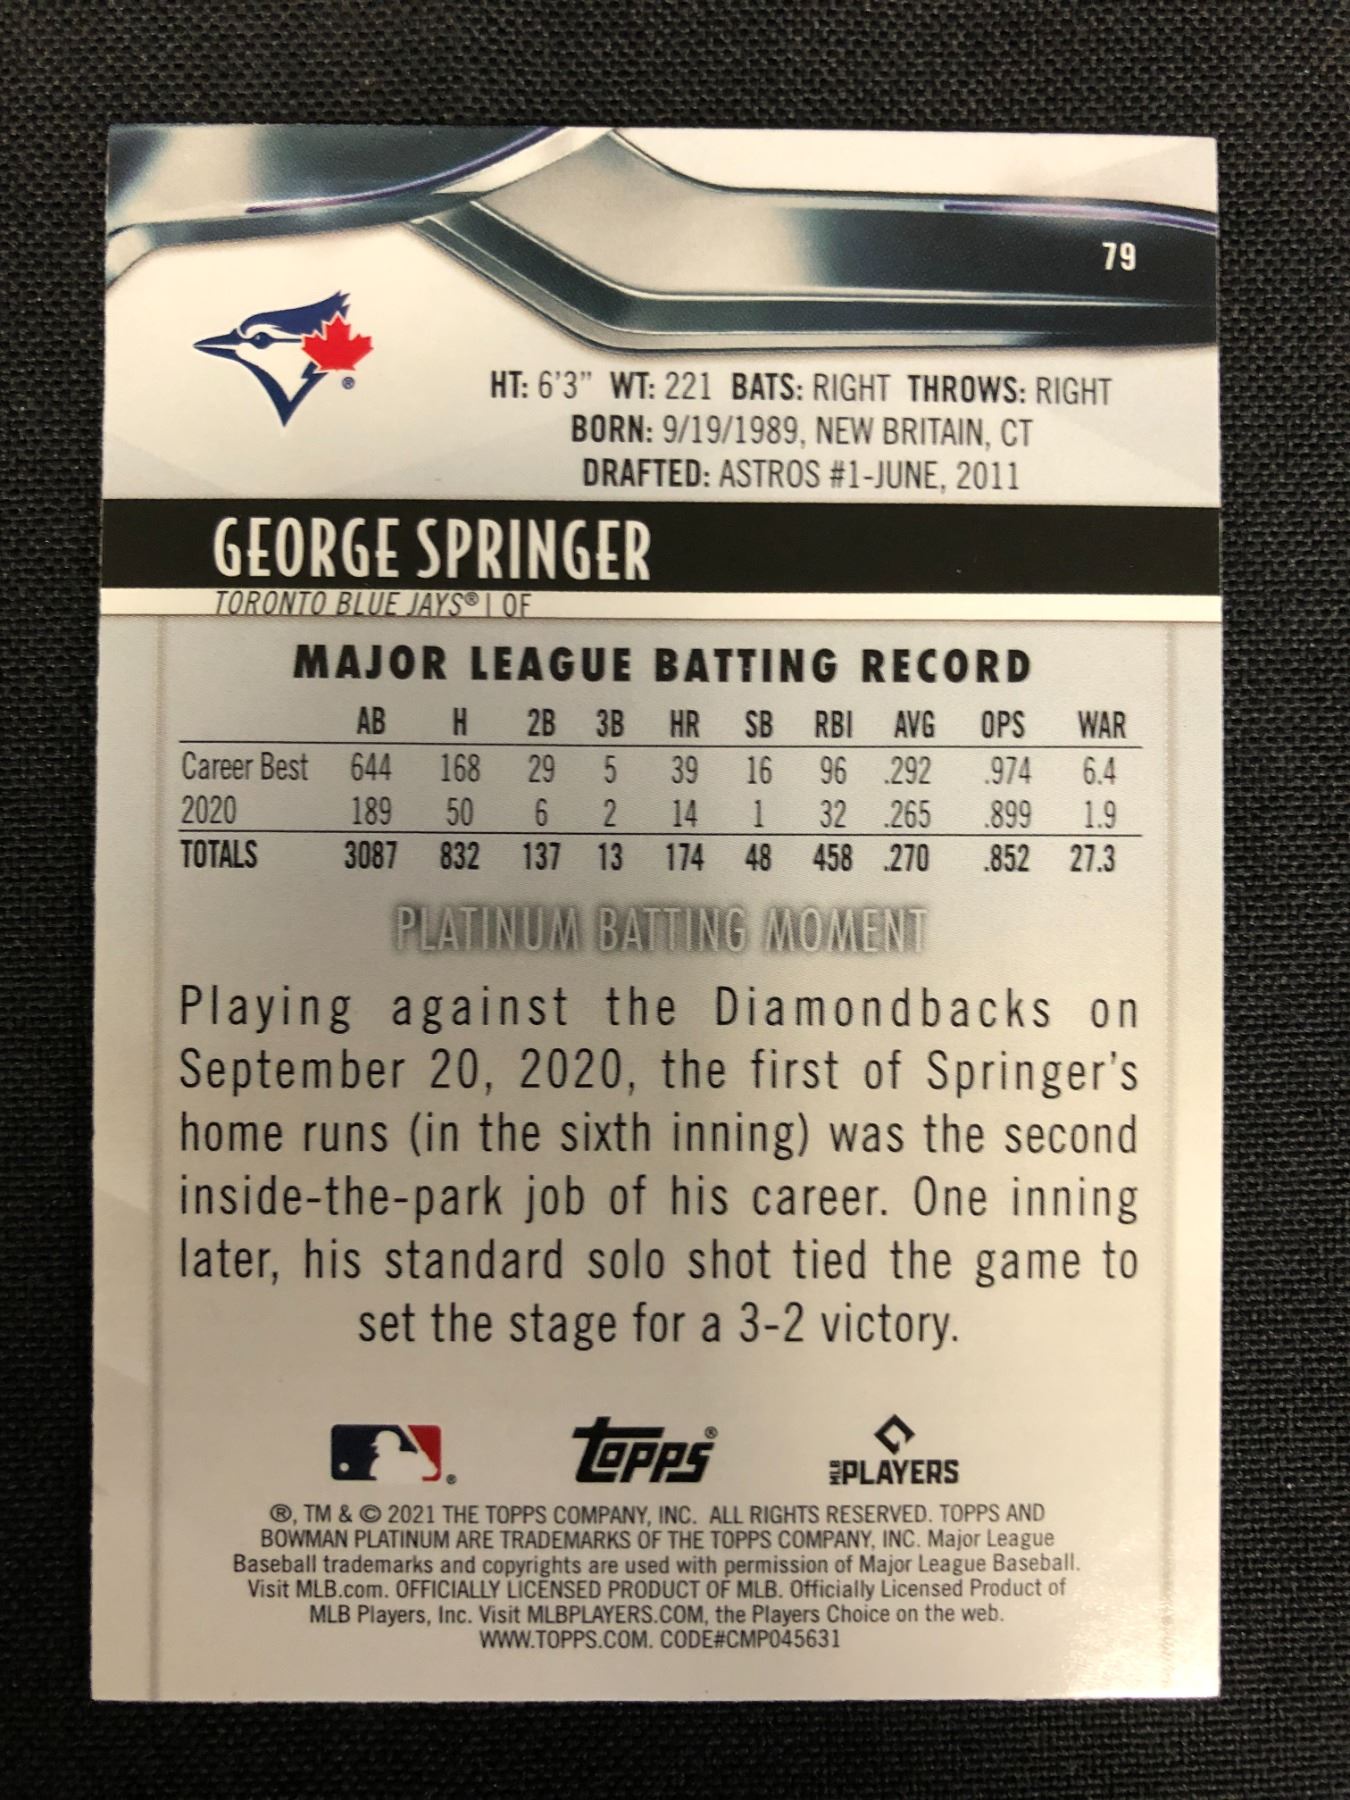 79
HT: 6'3" WT: 221 BATS: RIGHT THROWS: RIGHT
BORN: 9/19/1989, NEW BRITAIN, CT
DRAFTED: ASTROS #1-JUNE, 2011
®
GEORGE SPRINGER
TORONTO BLUE JAYS® | OF
MAJOR LEAGUE BATTING RECORD
AB H 2B 3B HR SB RBI AVG OPS WAR
Career Best 644 168 29 5 39 16 96 .292 .974 6.4
2020 189 50 6 2 14 1 32 .265 .899 1.9
TOTALS 3087 832 137 13 174 48 458 .270 .852 27.3
PLATINUM BATTING MOMENT
Playing against the Diamondbacks on
September 20, 2020, the first of Springer's
home runs (in the sixth inning) was the second
inside-the-park job of his career. One inning
later, his standard solo shot tied the game to
set the stage for a 3-2 victory.
® Topps® MLB PLAYERS
®, TM & © 2021 THE TOPPS COMPANY, INC. ALL RIGHTS RESERVED. TOPPS AND
BOWMAN PLATINUM ARE TRADEMARKS OF THE TOPPS COMPANY, INC. Major League
Baseball trademarks and copyrights are used with permission of Major League Baseball.
Visit MLB.com. OFFICIALLY LICENSED PRODUCT OF MLB. Officially Licensed Product of
MLB Players, Inc. Visit MLBPLAYERS.COM, the Players Choice on the web.
WWW.TOPPS.COM. CODE#CMP045631